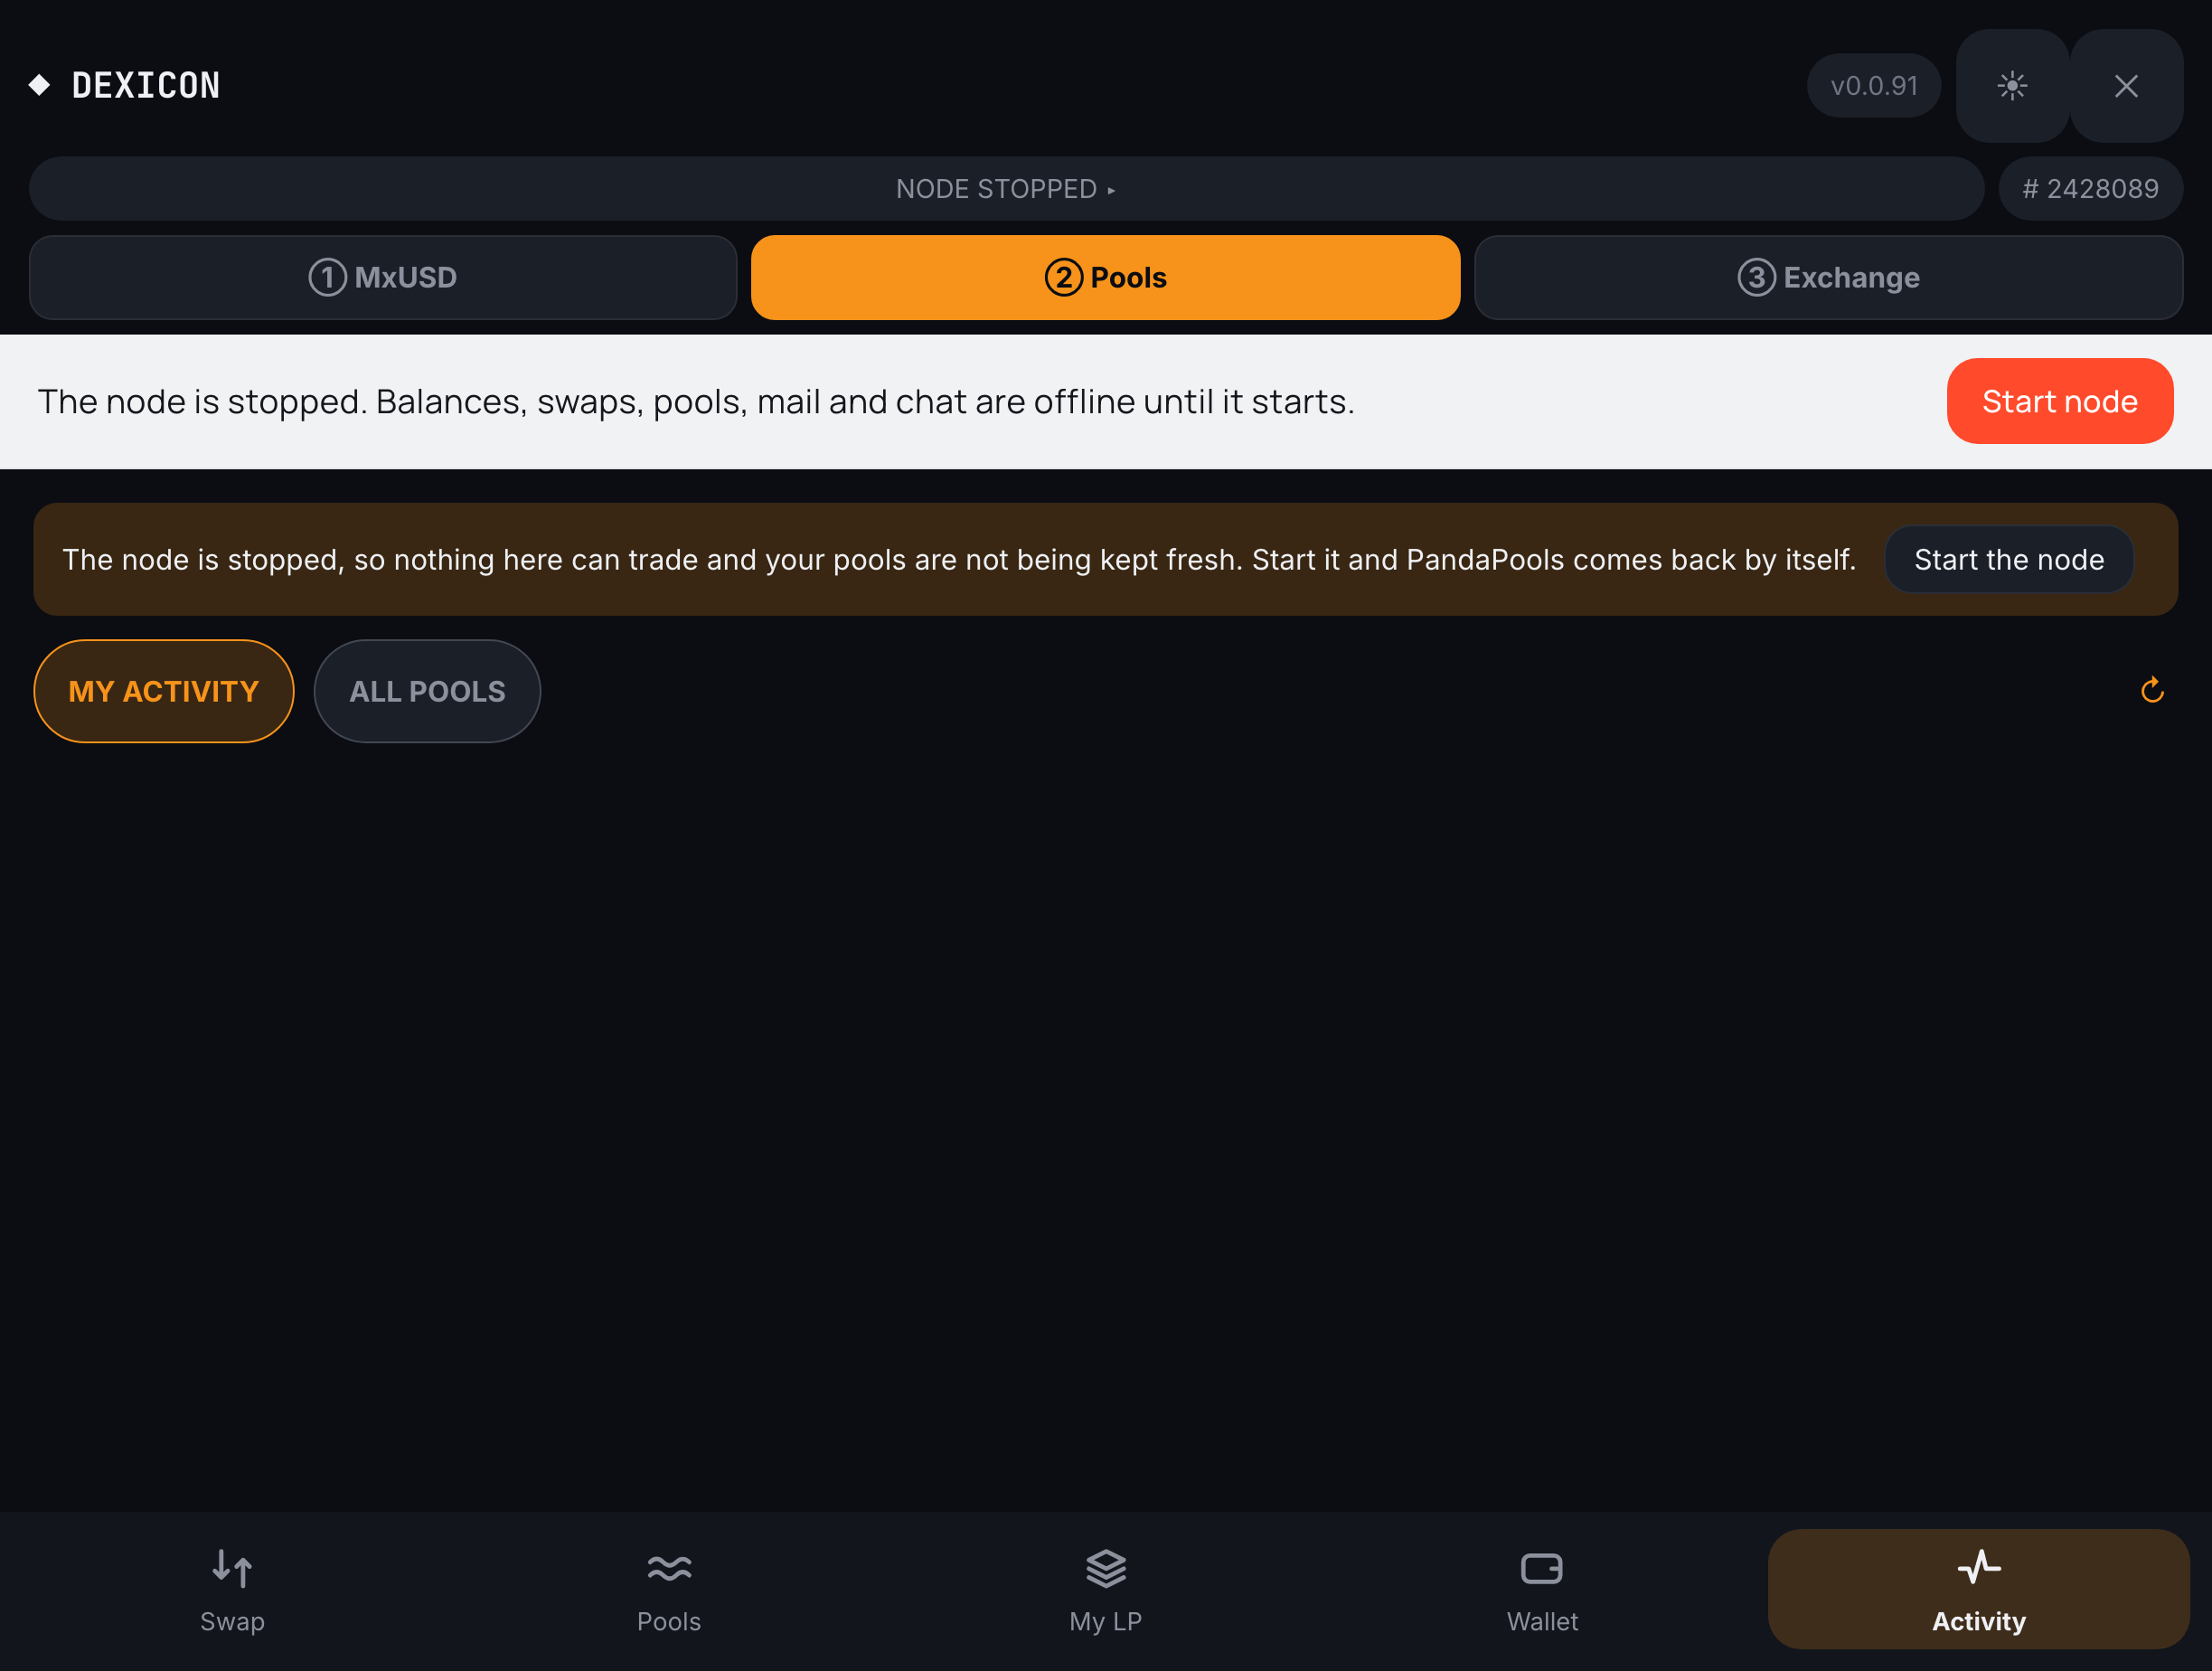 ◆ DEXICON
v0.0.91
NODE STOPPED ▸
# 2428089
① MxUSD
② Pools
③ Exchange
The node is stopped. Balances, swaps, pools, mail and chat are offline until it starts.
Start node
The node is stopped, so nothing here can trade and your pools are not being kept fresh. Start it and PandaPools comes back by itself.
Start the node
MY ACTIVITY
ALL POOLS
Swap
Pools
My LP
Wallet
Activity